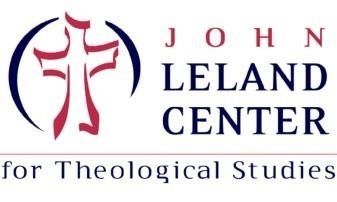 JOHN
LELAND
CENTER
for Theological Studies